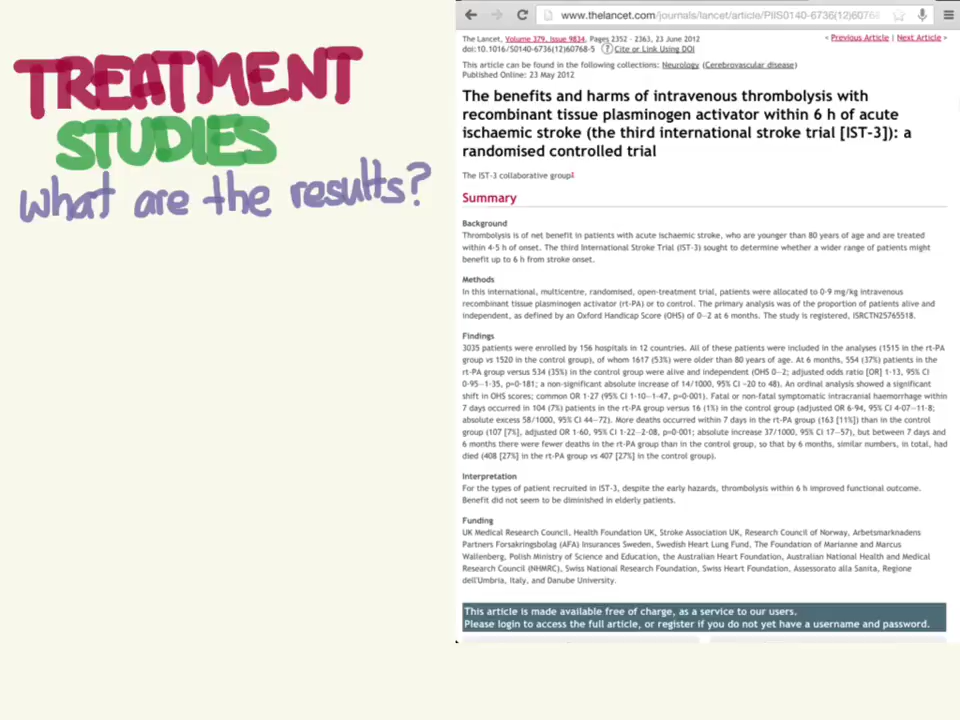 TREATMENT
STUDIES
what are the results?
www.thelancet.com/journals/lancet/article/PIIS0140-6736(12)60768
The Lancet, Volume 379, Issue 9834, Pages 2352 - 2363, 23 June 2012
< Previous Article | Next Article >
doi:10.1016/S0140-6736(12)60768-5 ? Cite or Link Using DOI
This article can be found in the following collections: Neurology (Cerebrovascular disease)
Published Online: 23 May 2012
The benefits and harms of intravenous thrombolysis with
recombinant tissue plasminogen activator within 6 h of acute
ischaemic stroke (the third international stroke trial [IST-3]): a
randomised controlled trial
The IST-3 collaborative group‡
Summary
Background
Thrombolysis is of net benefit in patients with acute ischaemic stroke, who are younger than 80 years of age and are treated
within 4·5 h of onset. The third International Stroke Trial (IST-3) sought to determine whether a wider range of patients might
benefit up to 6 h from stroke onset.
Methods
In this international, multicentre, randomised, open-treatment trial, patients were allocated to 0·9 mg/kg intravenous
recombinant tissue plasminogen activator (rt-PA) or to control. The primary analysis was of the proportion of patients alive and
independent, as defined by an Oxford Handicap Score (OHS) of 0—2 at 6 months. The study is registered, ISRCTN25765518.
Findings
3035 patients were enrolled by 156 hospitals in 12 countries. All of these patients were included in the analyses (1515 in the rt-PA
group vs 1520 in the control group), of whom 1617 (53%) were older than 80 years of age. At 6 months, 554 (37%) patients in the
rt-PA group versus 534 (35%) in the control group were alive and independent (OHS 0—2; adjusted odds ratio [OR] 1·13, 95% CI
0·95—1·35, p=0·181; a non-significant absolute increase of 14/1000, 95% CI −20 to 48). An ordinal analysis showed a significant
shift in OHS scores; common OR 1·27 (95% CI 1·10—1·47, p=0·001). Fatal or non-fatal symptomatic intracranial haemorrhage within
7 days occurred in 104 (7%) patients in the rt-PA group versus 16 (1%) in the control group (adjusted OR 6·94, 95% CI 4·07—11·8;
absolute excess 58/1000, 95% CI 44—72). More deaths occurred within 7 days in the rt-PA group (163 [11%]) than in the control
group (107 [7%], adjusted OR 1·60, 95% CI 1·22—2·08, p=0·001; absolute increase 37/1000, 95% CI 17—57), but between 7 days and
6 months there were fewer deaths in the rt-PA group than in the control group, so that by 6 months, similar numbers, in total, had
died (408 [27%] in the rt-PA group vs 407 [27%] in the control group).
Interpretation
For the types of patient recruited in IST-3, despite the early hazards, thrombolysis within 6 h improved functional outcome.
Benefit did not seem to be diminished in elderly patients.
Funding
UK Medical Research Council, Health Foundation UK, Stroke Association UK, Research Council of Norway, Arbetsmarknadens
Partners Forsakringsbolag (AFA) Insurances Sweden, Swedish Heart Lung Fund, The Foundation of Marianne and Marcus
Wallenberg, Polish Ministry of Science and Education, the Australian Heart Foundation, Australian National Health and Medical
Research Council (NHMRC), Swiss National Research Foundation, Swiss Heart Foundation, Assessorato alla Sanita, Regione
dell'Umbria, Italy, and Danube University.
This article is made available free of charge, as a service to our users.
Please login to access the full article, or register if you do not yet have a username and password.